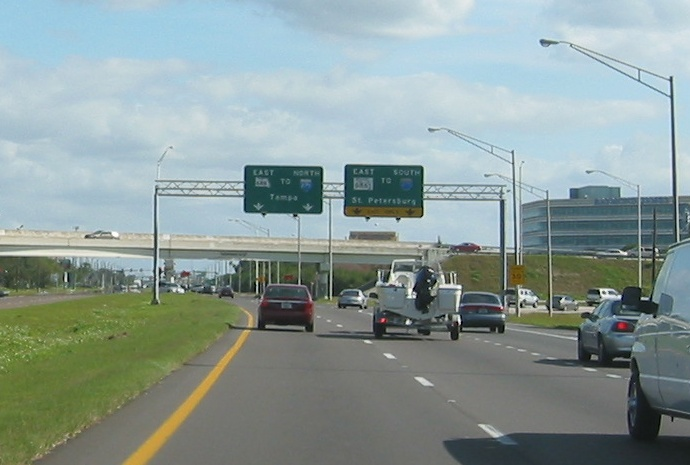 EAST NORTH
TO
Tampa
EAST SOUTH
TO
St. Petersburg